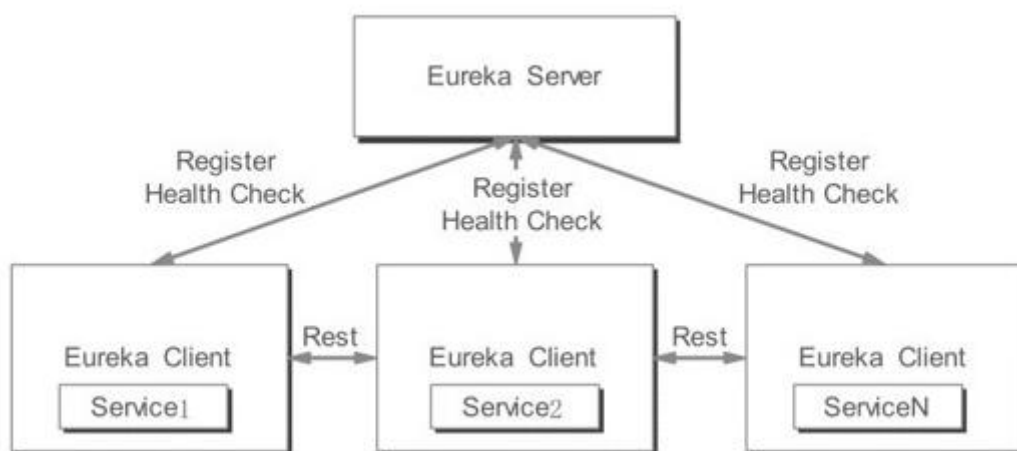 Eureka Server
Register
Health Check
Register
Health Check
Register
Health Check
Rest
Rest
Eureka Client
Service1
Eureka Client
Service2
Eureka Client
ServiceN